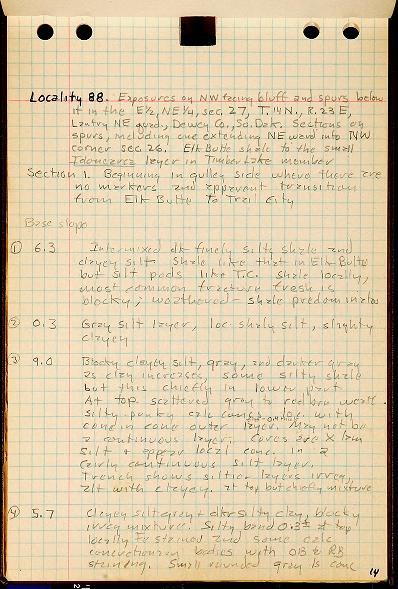 Locality 88. Exposures on NW facing bluff and spurs below
it in the E½, NE¼, sec. 27, T. 14 N., R. 23 E,
Lantry NE quad., Dewey Co., So. Dak. Sections on
spurs, including one extending NE ward into NW
corner sec. 26. Elk Butte shale to the small
Idonearca layer in Timber Lake member
Section 1. Beginning in gulley side where there are
no markers and apparent transition
from Elk Butte to Trail City
Base slope
① 6.3 Intermixed dk finely silty shale and
clayey silt. Shale like that in Elk Butte
but silt pods like T.C. shale locally,
most common fracture fresh is
blocky; weathered - shale predominates
② 0.3 Gray silt layer, loc. shaly silt, slighty
clayey
③ 9.0 Blocky clayey silt, gray, and darker gray
as clay increases, some silty shale
but this chiefly in lower part
At top scattered gray to red brn weath.
silty punky calc concs. loc. with
cone in cone outer layer. May not be
a continuous layer. Concs are X lam
silt & appear local conc. in a
fairly continuous silt layer.
Trench shows siltier layers irreg.
alt with clayey. at top but chiefly mixture
④ 5.7 Clayey silt gray & dk silty clay, blocky
irreg mixture. Silty band 0.3± at top
locally Fe stained and some calc
concretionary bodies with OB & RB
staining. Small rounded gray ls conc
14